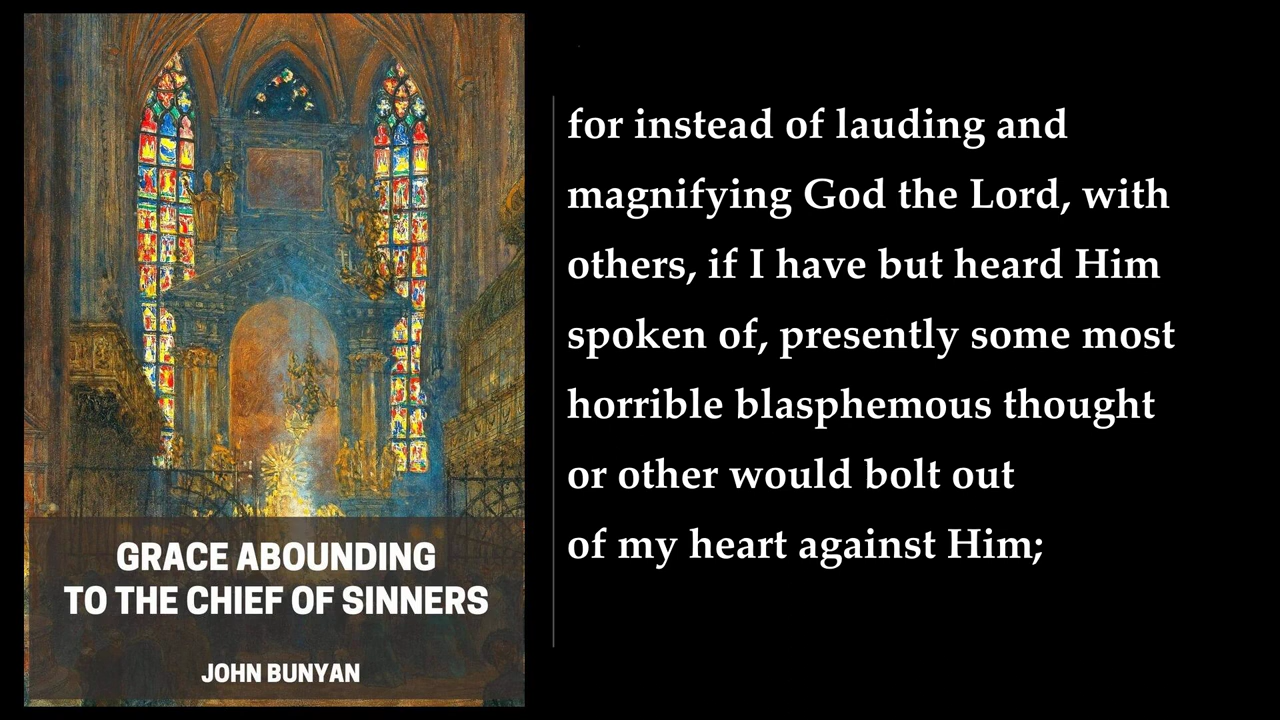 GRACE ABOUNDING
TO THE CHIEF OF SINNERS
JOHN BUNYAN
for instead of lauding and
magnifying God the Lord, with
others, if I have but heard Him
spoken of, presently some most
horrible blasphemous thought
or other would bolt out
of my heart against Him;